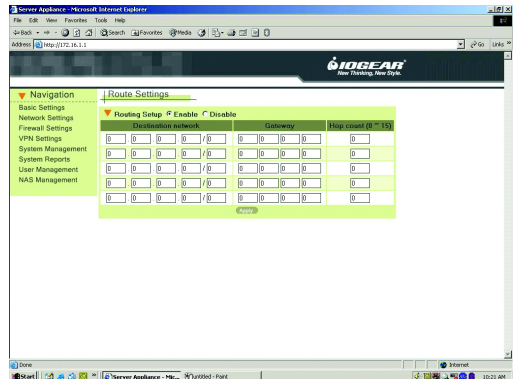 Server Appliance - Microsoft Internet Explorer
File Edit View Favorites Tools Help
Back Search Favorites Media
Address http://172.16.1.1 Go Links »
IOGEAR
New Thinking, New Style.
Navigation
Basic Settings
Network Settings
Firewall Settings
VPN Settings
System Management
System Reports
User Management
NAS Management
Route Settings
Routing Setup Enable Disable
Destination network Gateway Hop count (0 ~ 15)
0 . 0 . 0 . 0 / 0 0 0 0 0 0
0 . 0 . 0 . 0 / 0 0 0 0 0 0
0 . 0 . 0 . 0 / 0 0 0 0 0 0
0 . 0 . 0 . 0 / 0 0 0 0 0 0
0 . 0 . 0 . 0 / 0 0 0 0 0 0
Apply
Done Internet
Start » Server Appliance - Mic... untitled - Paint 10:21 AM